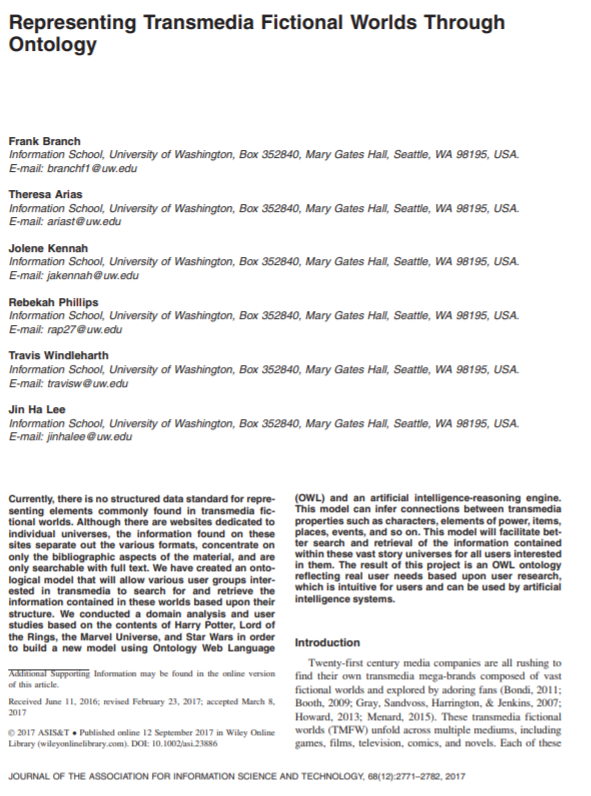 Representing Transmedia Fictional Worlds Through
Ontology
Frank Branch
Information School, University of Washington, Box 352840, Mary Gates Hall, Seattle, WA 98195, USA.
E-mail: branchf1@uw.edu
Theresa Arias
Information School, University of Washington, Box 352840, Mary Gates Hall, Seattle, WA 98195, USA.
E-mail: ariast@uw.edu
Jolene Kennah
Information School, University of Washington, Box 352840, Mary Gates Hall, Seattle, WA 98195, USA.
E-mail: jakennah@uw.edu
Rebekah Phillips
Information School, University of Washington, Box 352840, Mary Gates Hall, Seattle, WA 98195, USA.
E-mail: rap27@uw.edu
Travis Windleharth
Information School, University of Washington, Box 352840, Mary Gates Hall, Seattle, WA 98195, USA.
E-mail: travisw@uw.edu
Jin Ha Lee
Information School, University of Washington, Box 352840, Mary Gates Hall, Seattle, WA 98195, USA.
E-mail: jinhalee@uw.edu
Currently, there is no structured data standard for repre-
senting elements commonly found in transmedia fic-
tional worlds. Although there are websites dedicated to
individual universes, the information found on these
sites separate out the various formats, concentrate on
only the bibliographic aspects of the material, and are
only searchable with full text. We have created an onto-
logical model that will allow various user groups inter-
ested in transmedia to search for and retrieve the
information contained in these worlds based upon their
structure. We conducted a domain analysis and user
studies based on the contents of Harry Potter, Lord of
the Rings, the Marvel Universe, and Star Wars in order
to build a new model using Ontology Web Language
(OWL) and an artificial intelligence-reasoning engine.
This model can infer connections between transmedia
properties such as characters, elements of power, items,
places, events, and so on. This model will facilitate bet-
ter search and retrieval of the information contained
within these vast story universes for all users interested
in them. The result of this project is an OWL ontology
reflecting real user needs based upon user research,
which is intuitive for users and can be used by artificial
intelligence systems.
Introduction
Twenty-first century media companies are all rushing to
find their own transmedia mega-brands composed of vast
fictional worlds and explored by adoring fans (Bondi, 2011;
Booth, 2009; Gray, Sandvoss, Harrington, & Jenkins, 2007;
Howard, 2013; Menard, 2015). These transmedia fictional
worlds (TMFW) unfold across multiple mediums, including
games, films, television, comics, and novels. Each of these
Additional Supporting Information may be found in the online version
of this article.
Received June 11, 2016; revised February 23, 2017; accepted March 8,
2017
© 2017 ASIS&T • Published online 12 September 2017 in Wiley Online
Library (wileyonlinelibrary.com). DOI: 10.1002/asi.23886
JOURNAL OF THE ASSOCIATION FOR INFORMATION SCIENCE AND TECHNOLOGY, 68(12):2771–2782, 2017